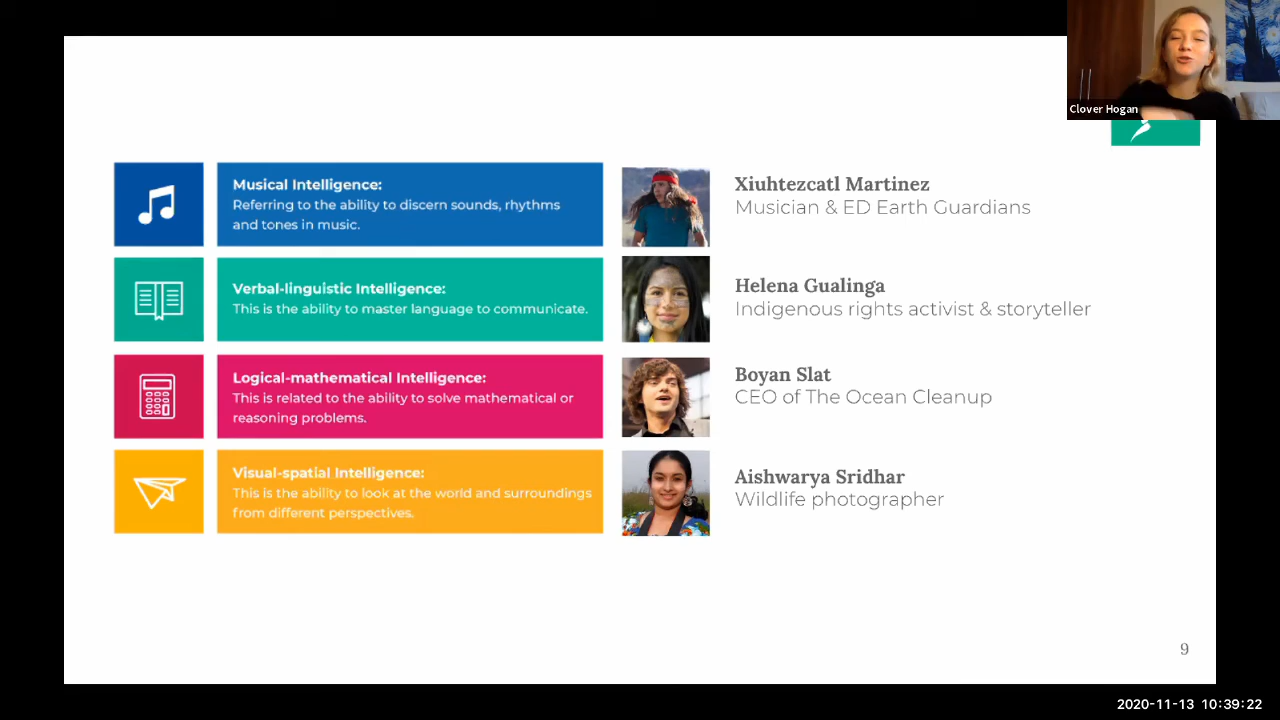 Clover Hogan
Musical Intelligence:
Referring to the ability to discern sounds, rhythms
and tones in music.
Xiuhtezcatl Martinez
Musician & ED Earth Guardians
Verbal-linguistic Intelligence:
This is the ability to master language to communicate.
Helena Gualinga
Indigenous rights activist & storyteller
Logical-mathematical Intelligence:
This is related to the ability to solve mathematical or
reasoning problems.
Boyan Slat
CEO of The Ocean Cleanup
Visual-spatial Intelligence:
This is the ability to look at the world and surroundings
from different perspectives.
Aishwarya Sridhar
Wildlife photographer
9
2020-11-13 10:39:22